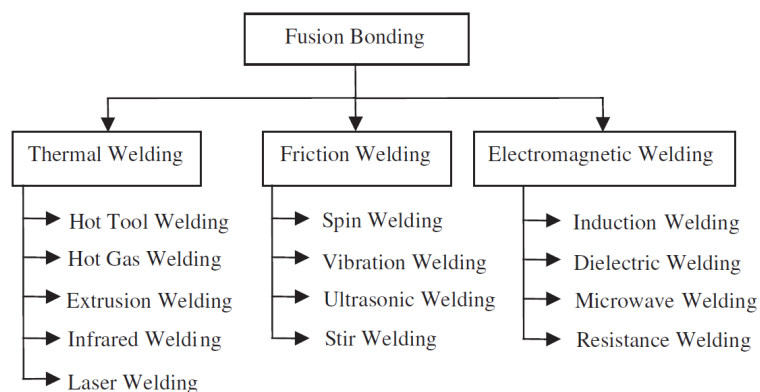 Fusion Bonding
Thermal Welding
Friction Welding
Electromagnetic Welding
Hot Tool Welding
Hot Gas Welding
Extrusion Welding
Infrared Welding
Laser Welding
Spin Welding
Vibration Welding
Ultrasonic Welding
Stir Welding
Induction Welding
Dielectric Welding
Microwave Welding
Resistance Welding